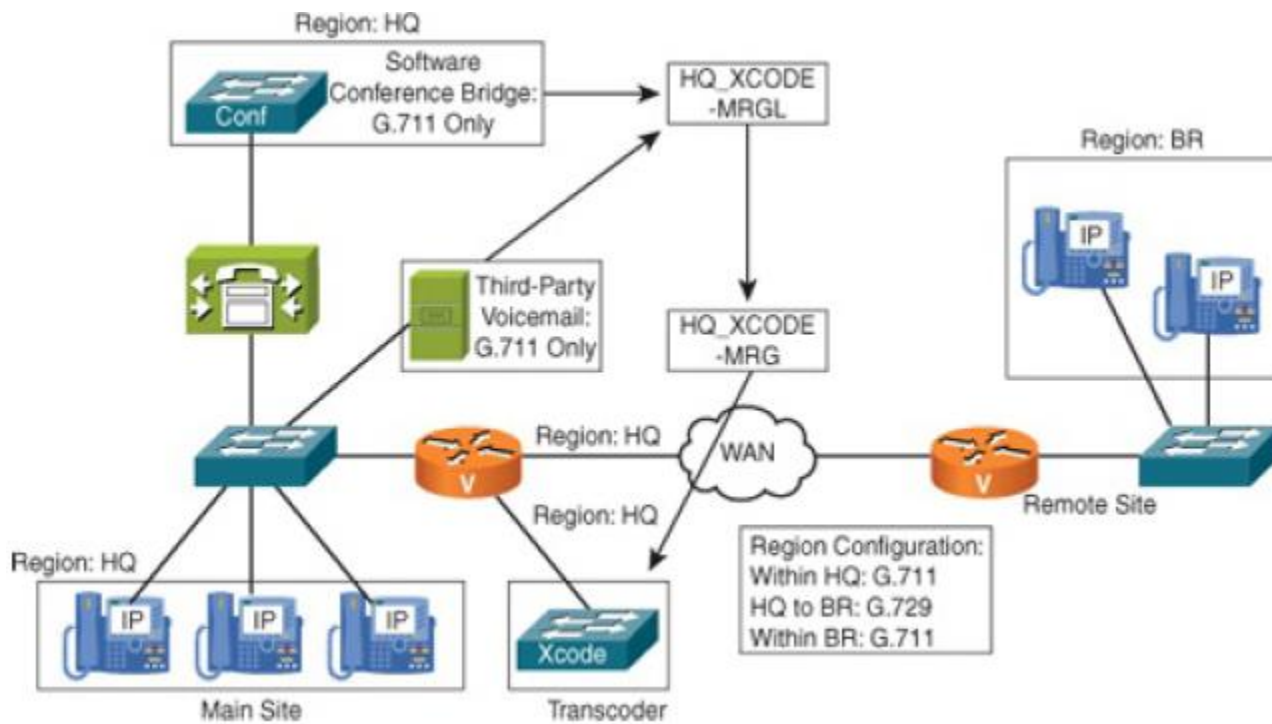 Region: HQ
Software
Conference Bridge:
G.711 Only
Conf
HQ_XCODE
-MRGL
Region: BR
IP
IP
Third-Party
Voicemail:
G.711 Only
HQ_XCODE
-MRG
Region: HQ
WAN
V
V
Remote Site
Region: HQ
Region: HQ
IP
IP
IP
Main Site
Xcode
Transcoder
Region Configuration:
Within HQ: G.711
HQ to BR: G.729
Within BR: G.711